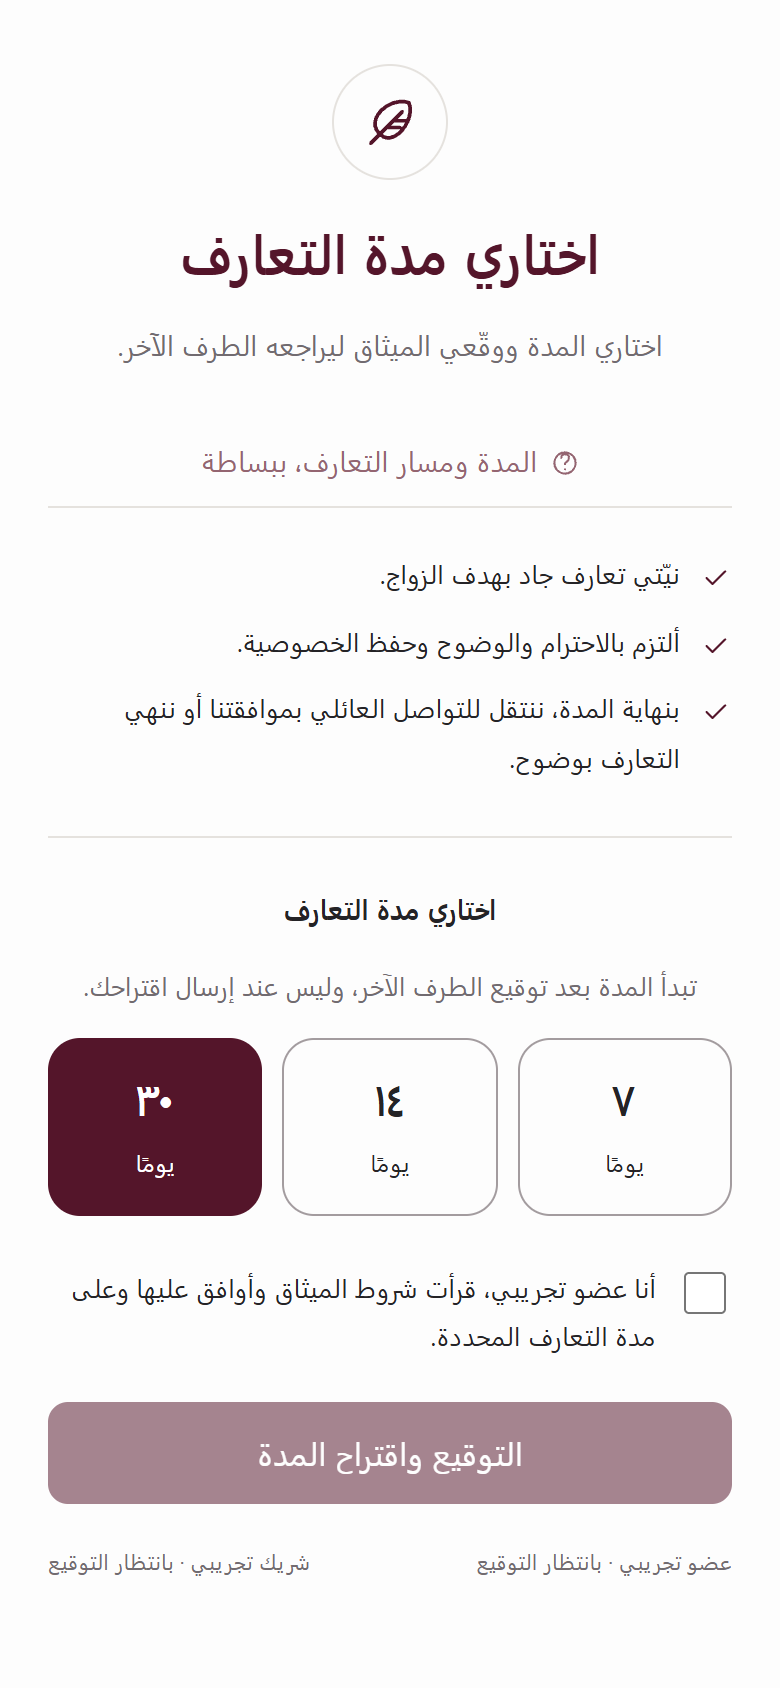 اختاري مدة التعارف
اختاري المدة ووقّعي الميثاق ليراجعه الطرف الآخر.
المدة ومسار التعارف، ببساطة
نيّتي تعارف جاد بهدف الزواج.
ألتزم بالاحترام والوضوح وحفظ الخصوصية.
بنهاية المدة، ننتقل للتواصل العائلي بموافقتنا أو ننهي
التعارف بوضوح.
اختاري مدة التعارف
تبدأ المدة بعد توقيع الطرف الآخر، وليس عند إرسال اقتراحك.
٧
يومًا
١٤
يومًا
٣٠
يومًا
أنا عضو تجريبي، قرأت شروط الميثاق وأوافق عليها وعلى
مدة التعارف المحددة.
التوقيع واقتراح المدة
عضو تجريبي · بانتظار التوقيع
شريك تجريبي · بانتظار التوقيع